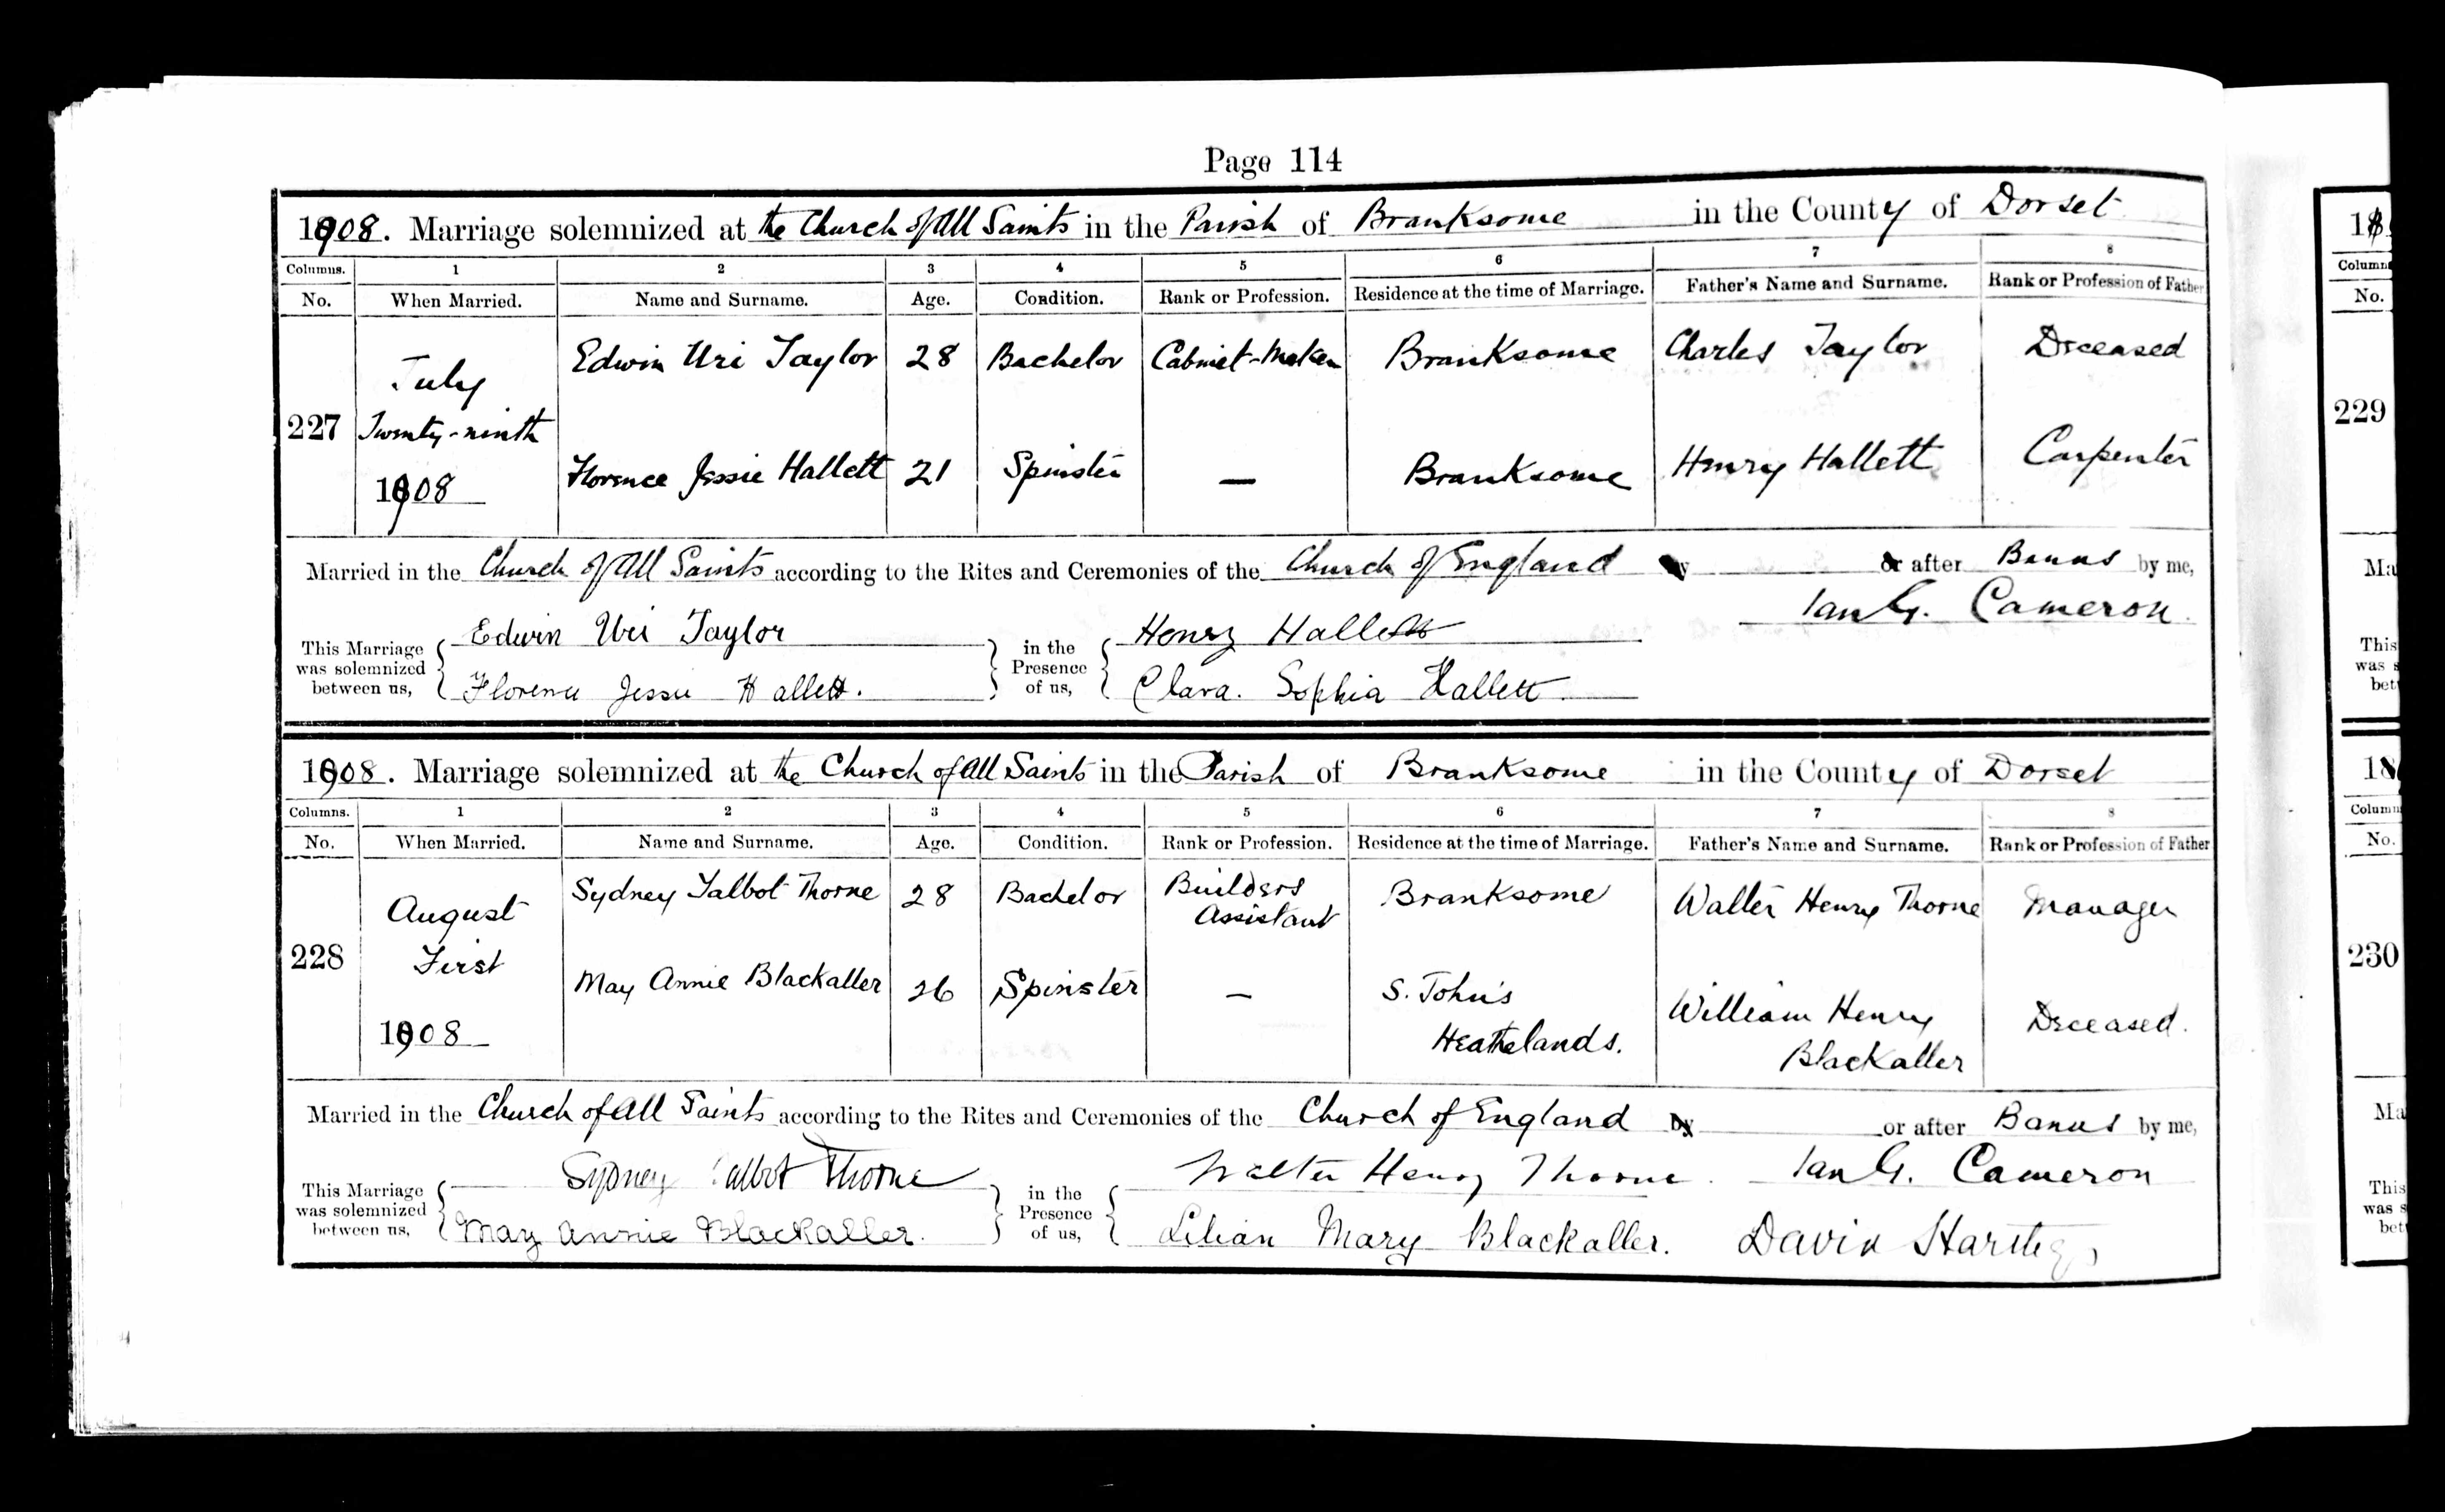 Page 114
1908. Marriage solemnized at the Church of All Saints in the Parish of Branksome in the County of Dorset
Columns. 1 2 3 4 5 6 7 8
No. When Married. Name and Surname. Age. Condition. Rank or Profession. Residence at the time of Marriage. Father's Name and Surname. Rank or Profession of Father
Edwin Uri Taylor 28 Bachelor Cabinet-Maker Branksome Charles Taylor Deceased
July
227 Twenty-ninth
Florence Jessie Hallett 21 Spinster — Branksome Henry Hallett Carpenter
1908
Married in the Church of All Saints according to the Rites and Ceremonies of the Church of England by or after Banns by me,
Ian G. Cameron.
This Marriage was solemnized between us, Edwin Uri Taylor in the Presence of us, Henry Hallett
Florence Jessie Hallett. Clara. Sophia Hallett.
1908. Marriage solemnized at the Church of All Saints in the Parish of Branksome in the County of Dorset
Columns. 1 2 3 4 5 6 7 8
No. When Married. Name and Surname. Age. Condition. Rank or Profession. Residence at the time of Marriage. Father's Name and Surname. Rank or Profession of Father
Sydney Talbot Thorne 28 Bachelor Builders Assistant Branksome Walter Henry Thorne Manager
August
228 First
May Annie Blackaller 26 Spinster — S. John's Heathelands. William Henry Blackaller Deceased.
1908
Married in the Church of All Saints according to the Rites and Ceremonies of the Church of England by or after Banns by me,
This Marriage was solemnized between us, Sydney Talbot Thorne in the Presence of us, Walter Henry Thorne. Ian G. Cameron
May Annie Blackaller. Lilian Mary Blackaller. David
18
Column
No.
229
Ma
This
was s
bet
18
Column
No.
230
Ma
This
was s
bet